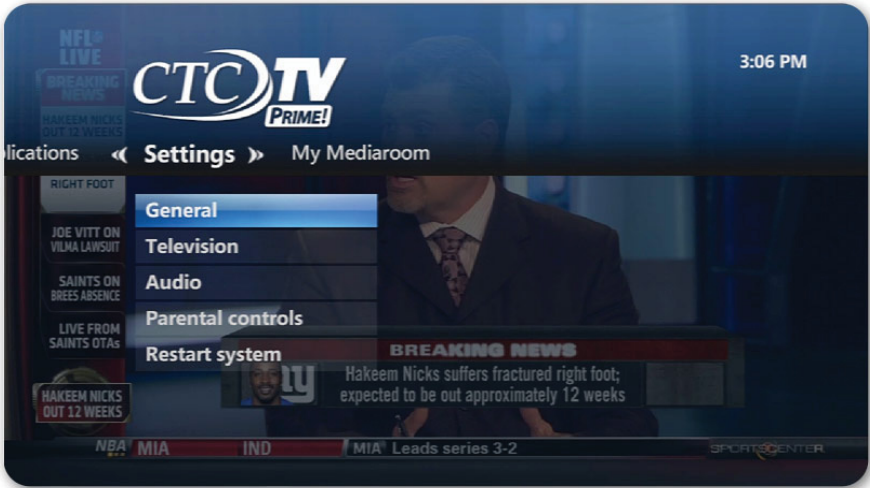 NFL
LIVE
BREAKING
NEWS
HAKEEM NICKS
OUT 12 WEEKS
CTC TV
PRIME!
3:06 PM
lications « Settings » My Mediaroom
RIGHT FOOT
JOE VITT ON
VILMA LAWSUIT
SAINTS ON
BREES ABSENCE
LIVE FROM
SAINTS OTAs
HAKEEM NICKS
OUT 12 WEEKS
General
Television
Audio
Parental controls
Restart system
BREAKING NEWS
ny
Hakeem Nicks suffers fractured right foot;
expected to be out approximately 12 weeks
NBA MIA IND MIA Leads series 3-2 SPORTSCENTER